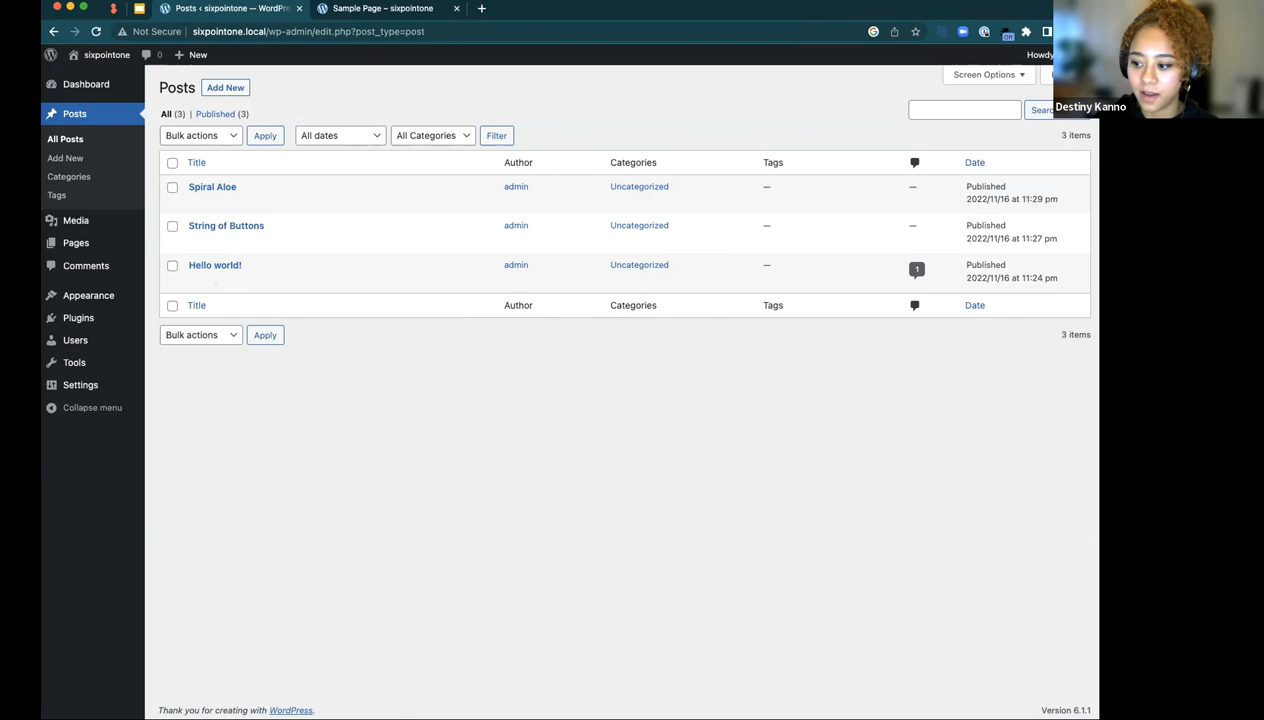 Posts ‹ sixpointone — WordPre
Sample Page – sixpointone
Not Secure
sixpointone.local/wp-admin/edit.php?post_type=post
Off
sixpointone
0
New
Howdy
Destiny Kanno
Dashboard
Posts
All Posts
Add New
Categories
Tags
Media
Pages
Comments
Appearance
Plugins
Users
Tools
Settings
Collapse menu
Screen Options
Posts Add New
All (3) | Published (3)
Searc
Bulk actions Apply All dates All Categories Filter 3 items
Title Author Categories Tags Date
Spiral Aloe admin Uncategorized — — Published
2022/11/16 at 11:29 pm
String of Buttons admin Uncategorized — — Published
2022/11/16 at 11:27 pm
Hello world! admin Uncategorized — 1 Published
2022/11/16 at 11:24 pm
Title Author Categories Tags Date
Bulk actions Apply 3 items
Thank you for creating with WordPress. Version 6.1.1